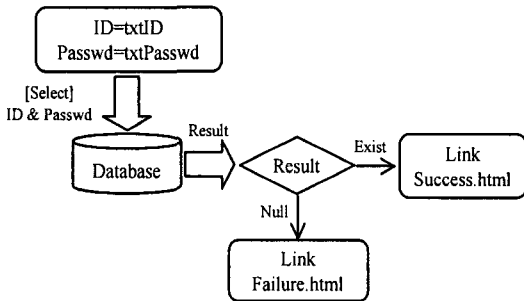 ID=txtID
Passwd=txtPasswd
[Select]
ID & Passwd
Database
Result
Result
Exist
Link
Success.html
Null
Link
Failure.html